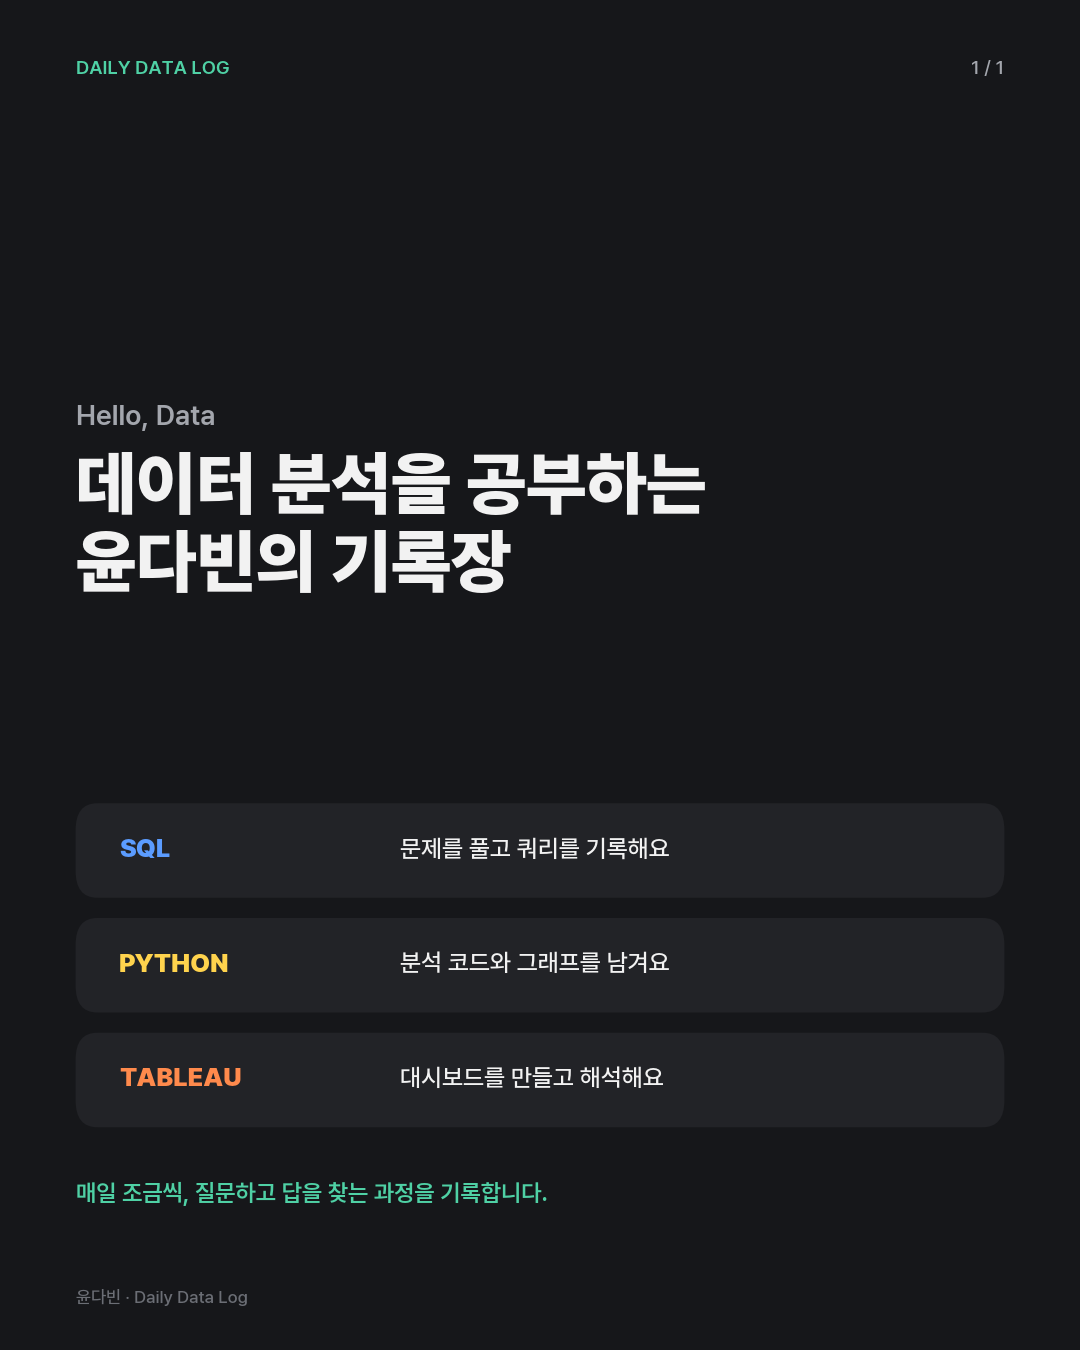 DAILY DATA LOG
1 / 1
Hello, Data
데이터 분석을 공부하는
윤다빈의 기록장
SQL 문제를 풀고 쿼리를 기록해요
PYTHON 분석 코드와 그래프를 남겨요
TABLEAU 대시보드를 만들고 해석해요
매일 조금씩, 질문하고 답을 찾는 과정을 기록합니다.
윤다빈 · Daily Data Log